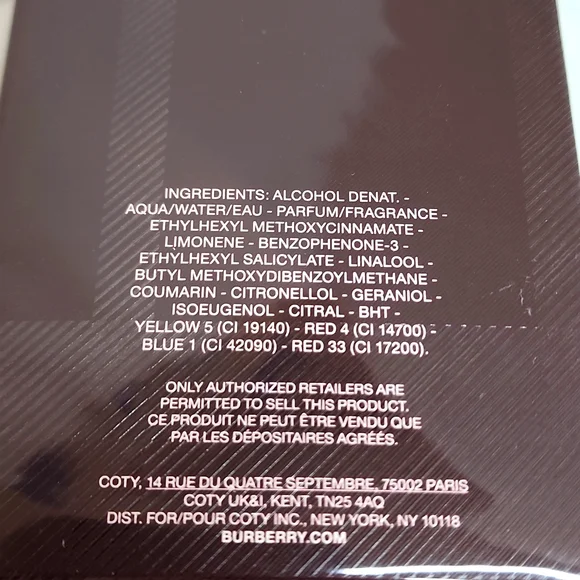 INGREDIENTS: ALCOHOL DENAT. -
AQUA/WATER/EAU - PARFUM/FRAGRANCE -
ETHYLHEXYL METHOXYCINNAMATE -
LIMONENE - BENZOPHENONE-3 -
ETHYLHEXYL SALICYLATE - LINALOOL -
BUTYL METHOXYDIBENZOYLMETHANE -
COUMARIN - CITRONELLOL - GERANIOL -
ISOEUGENOL - CITRAL - BHT -
YELLOW 5 (CI 19140) - RED 4 (CI 14700) -
BLUE 1 (CI 42090) - RED 33 (CI 17200).
ONLY AUTHORIZED RETAILERS ARE
PERMITTED TO SELL THIS PRODUCT.
CE PRODUIT NE PEUT ÊTRE VENDU QUE
PAR LES DÉPOSITAIRES AGRÉÉS.
COTY, 14 RUE DU QUATRE SEPTEMBRE, 75002 PARIS
COTY UK&I, KENT, TN25 4AQ
DIST. FOR/POUR COTY INC., NEW YORK, NY 10118
BURBERRY.COM